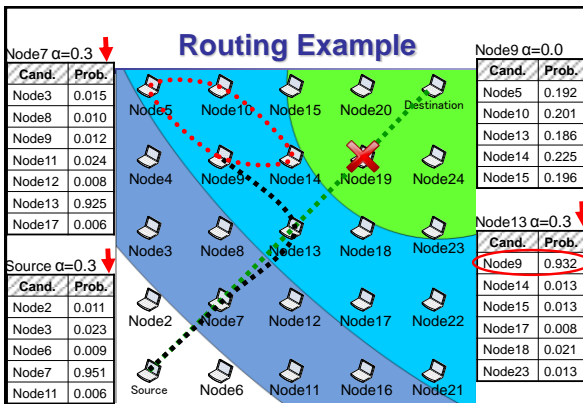 Routing Example
Node7 α=0.3
Cand. Prob.
Node3 0.015
Node8 0.010
Node9 0.012
Node11 0.024
Node12 0.008
Node13 0.925
Node17 0.006
Source α=0.3
Cand. Prob.
Node2 0.011
Node3 0.023
Node6 0.009
Node7 0.951
Node11 0.006
Node5 Node10 Node15 Node20 Destination
Node4 Node9 Node14 Node19 Node24
Node3 Node8 Node13 Node18 Node23
Node2 Node7 Node12 Node17 Node22
Source Node6 Node11 Node16 Node21
Node9 α=0.0
Cand. Prob.
Node5 0.192
Node10 0.201
Node13 0.186
Node14 0.225
Node15 0.196
Node13 α=0.3
Cand. Prob.
Node9 0.932
Node14 0.013
Node15 0.013
Node17 0.008
Node18 0.021
Node23 0.013